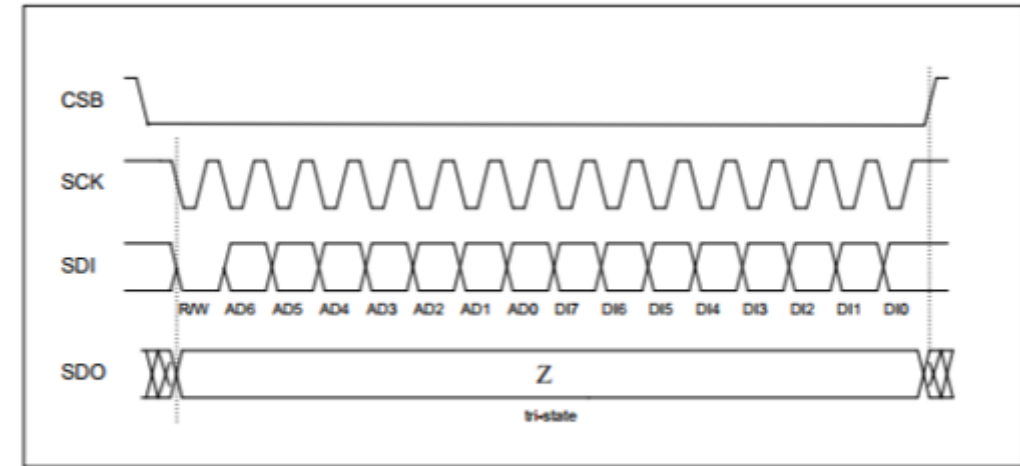 CSB
SCK
SDI
R/W AD6 AD5 AD4 AD3 AD2 AD1 AD0 DI7 DI6 DI5 DI4 DI3 DI2 DI1 DI0
SDO
Z
tri-state